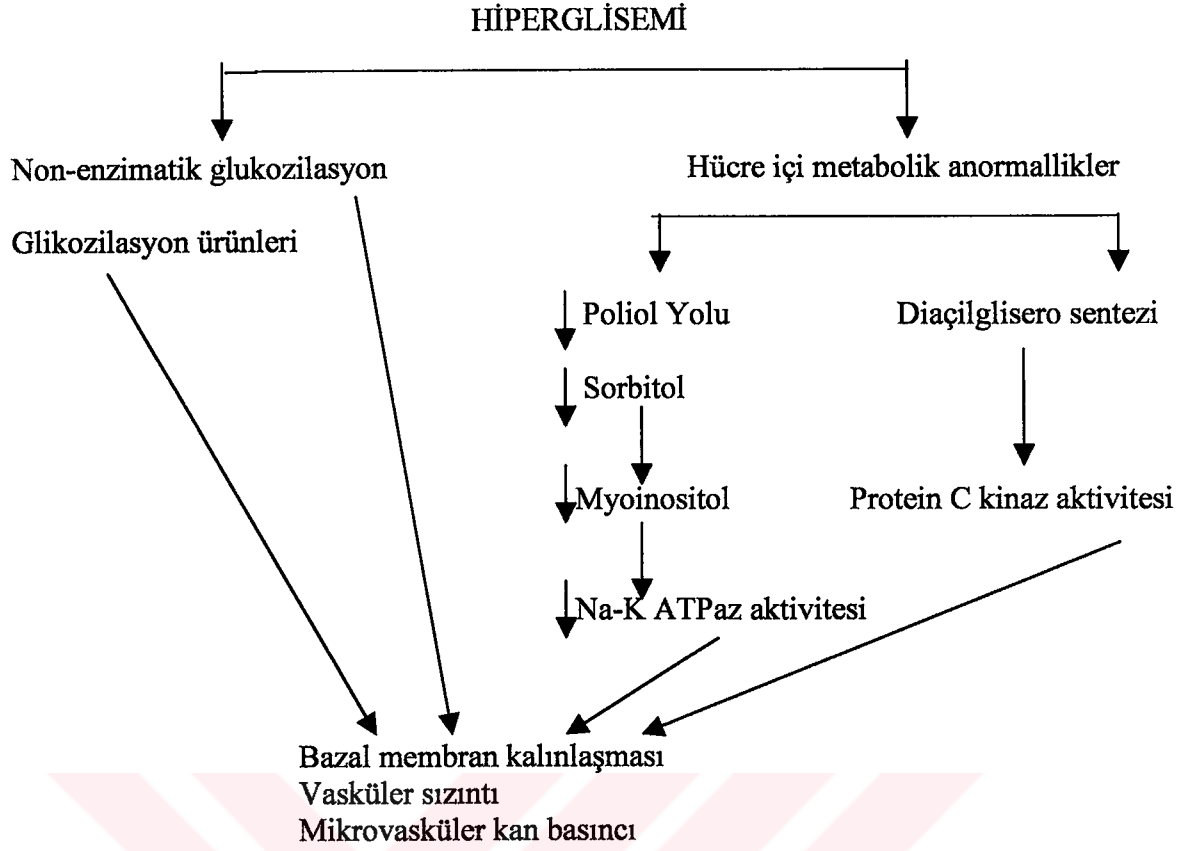 HİPERGLİSEMİ
Non-enzimatik glukozilasyon
Hücre içi metabolik anormallikler
Glikozilasyon ürünleri
Poliol Yolu
Diaçilglisero sentezi
Sorbitol
Myoinositol
Protein C kinaz aktivitesi
Na-K ATPaz aktivitesi
Bazal membran kalınlaşması
Vasküler sızıntı
Mikrovasküler kan basıncı